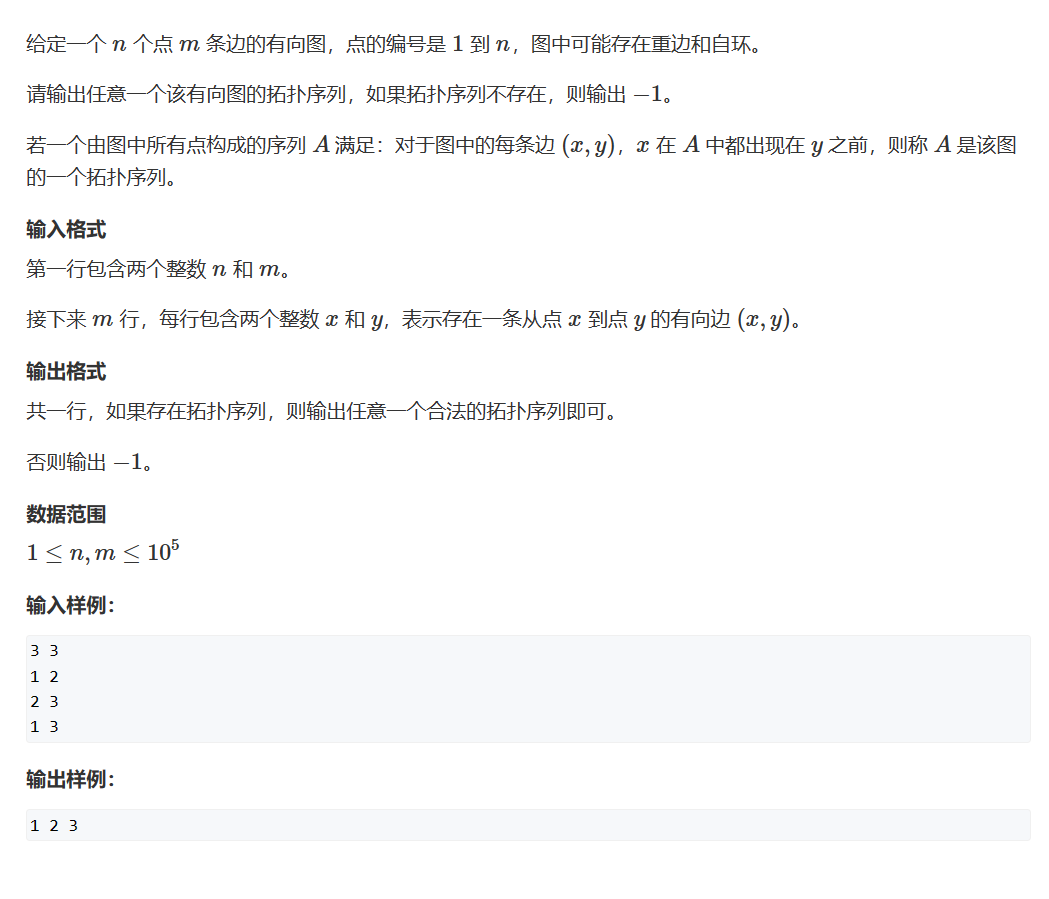 给定一个 n 个点 m 条边的有向图，点的编号是 1 到 n，图中可能存在重边和自环。
请输出任意一个该有向图的拓扑序列，如果拓扑序列不存在，则输出 −1。
若一个由图中所有点构成的序列 A 满足：对于图中的每条边 (x, y)，x 在 A 中都出现在 y 之前，则称 A 是该图
的一个拓扑序列。
输入格式
第一行包含两个整数 n 和 m。
接下来 m 行，每行包含两个整数 x 和 y，表示存在一条从点 x 到点 y 的有向边 (x, y)。
输出格式
共一行，如果存在拓扑序列，则输出任意一个合法的拓扑序列即可。
否则输出 −1。
数据范围
1 ≤ n, m ≤ 10⁵
输入样例：
3 3
1 2
2 3
1 3
输出样例：
1 2 3